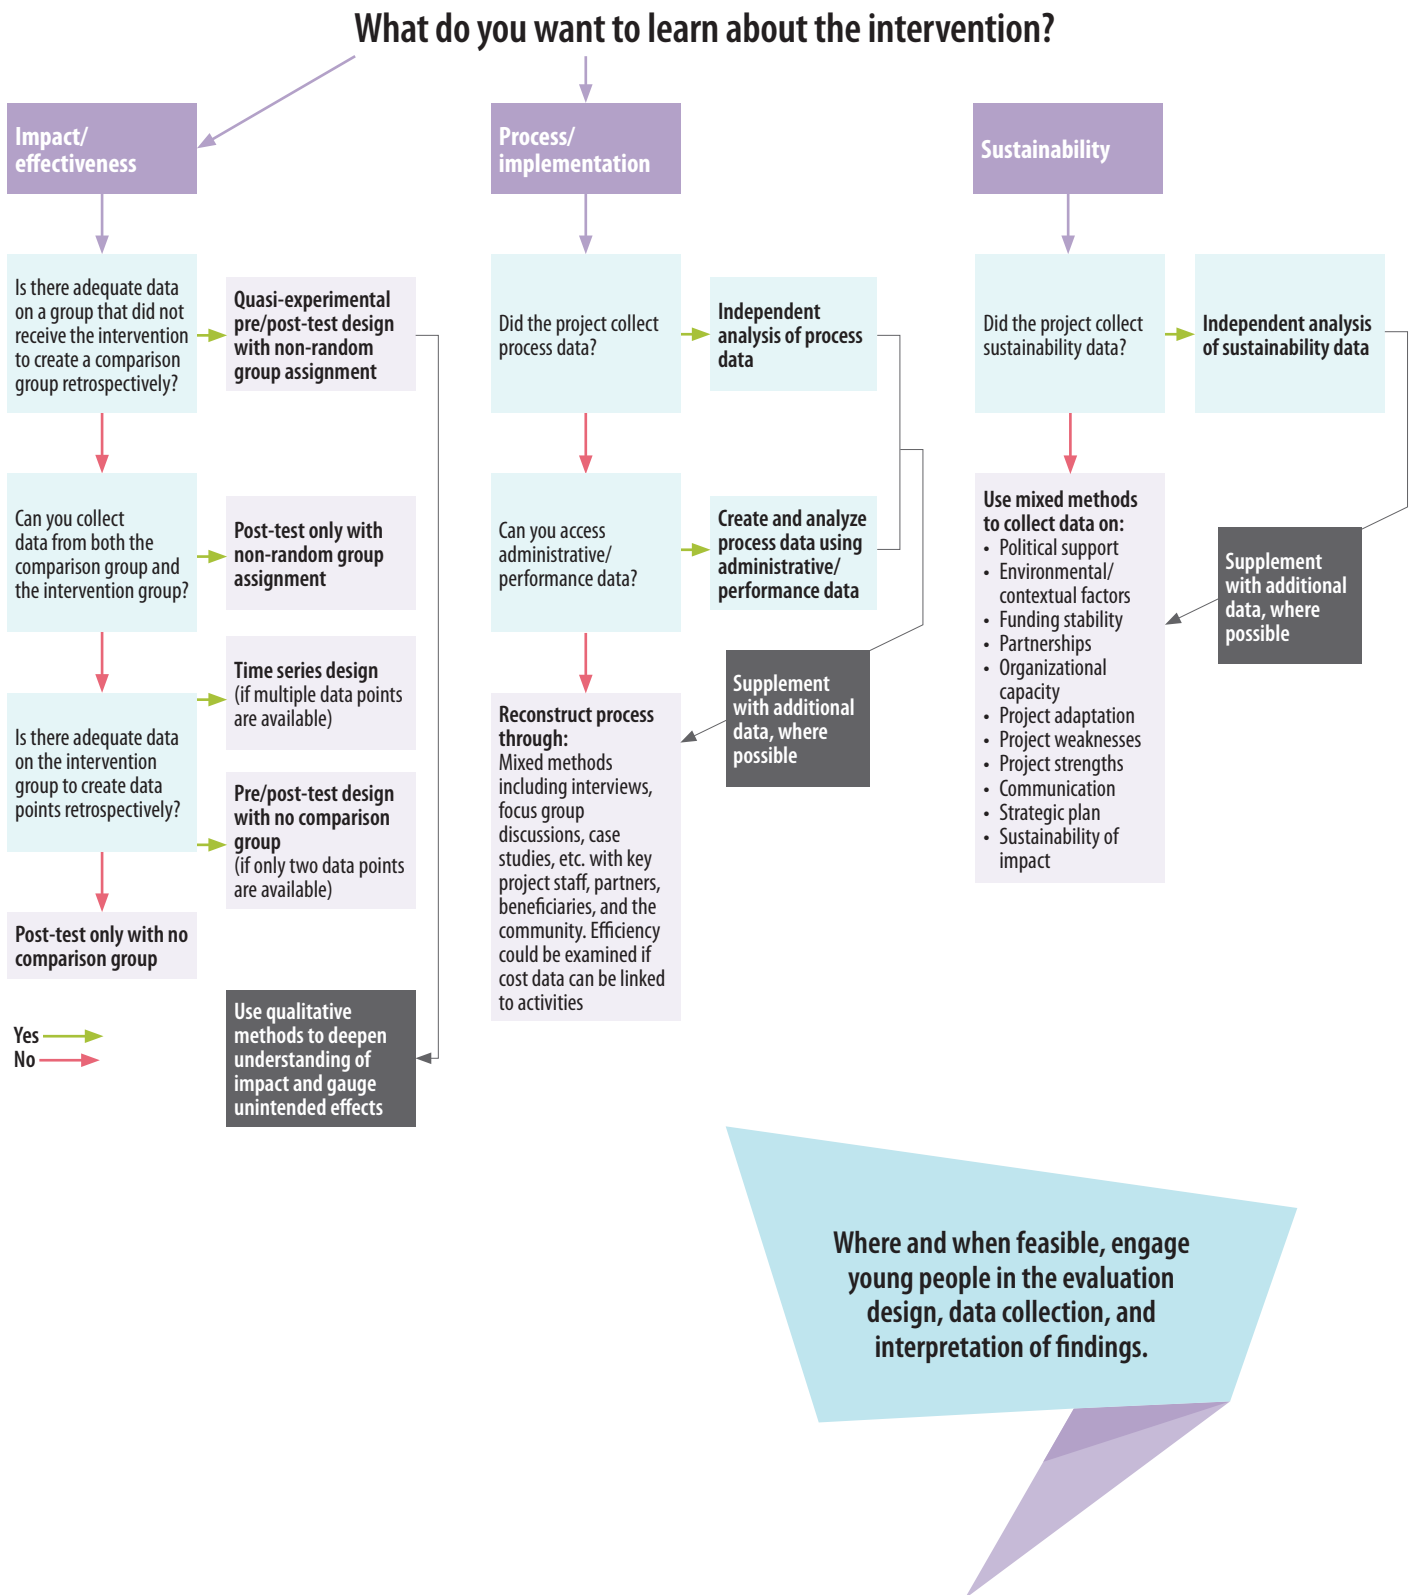 What do you want to learn about the intervention?
Impact/
effectiveness
Is there adequate data
on a group that did not
receive the intervention
to create a comparison
group retrospectively?
Quasi-experimental
pre/post-test design
with non-random
group assignment
Can you collect
data from both the
comparison group and
the intervention group?
Post-test only with
non-random group
assignment
Is there adequate data
on the intervention
group to create data
points retrospectively?
Time series design
(if multiple data points
are available)
Pre/post-test design
with no comparison
group
(if only two data points
are available)
Post-test only with no
comparison group
Yes
No
Use qualitative
methods to deepen
understanding of
impact and gauge
unintended effects
Process/
implementation
Did the project collect
process data?
Independent
analysis of process
data
Can you access
administrative/
performance data?
Create and analyze
process data using
administrative/
performance data
Supplement
with additional
data, where
possible
Reconstruct process
through:
Mixed methods
including interviews,
focus group
discussions, case
studies, etc. with key
project staff, partners,
beneficiaries, and the
community. Efficiency
could be examined if
cost data can be linked
to activities
Sustainability
Did the project collect
sustainability data?
Independent analysis
of sustainability data
Use mixed methods
to collect data on:
• Political support
• Environmental/
contextual factors
• Funding stability
• Partnerships
• Organizational
capacity
• Project adaptation
• Project weaknesses
• Project strengths
• Communication
• Strategic plan
• Sustainability of
impact
Supplement
with additional
data, where
possible
Where and when feasible, engage
young people in the evaluation
design, data collection, and
interpretation of findings.